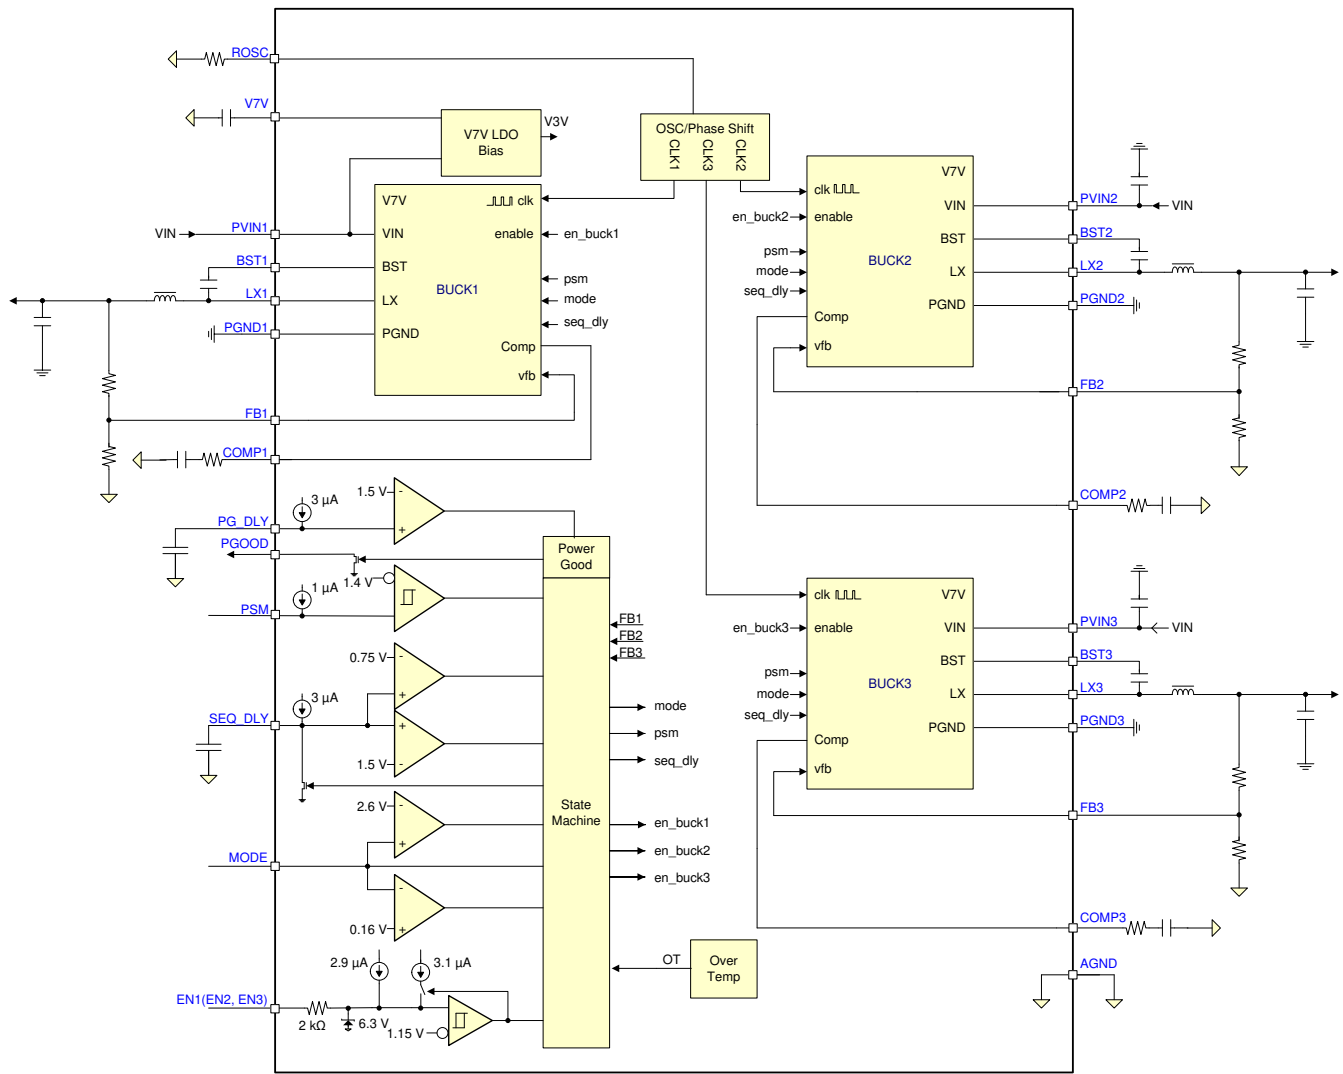 ROSC
V7V
V7V LDO
Bias
V3V
OSC/Phase Shift
CLK1
CLK3
CLK2
V7V
clk
VIN
PVIN1
VIN
enable
en_buck1
BST1
BST
BUCK1
psm
LX1
LX
mode
PGND1
PGND
seq_dly
Comp
vfb
FB1
COMP1
V7V
clk
VIN
PVIN2
VIN
en_buck2
enable
BST
BST2
psm
BUCK2
mode
LX
LX2
seq_dly
PGND
PGND2
Comp
vfb
FB2
COMP2
1.5 V
-
3 µA
+
PG_DLY
PGOOD
Power
Good
1.4 V
1 µA
PSM
FB1
FB2
FB3
0.75 V
-
3 µA
+
SEQ_DLY
+
1.5 V
-
mode
psm
seq_dly
2.6 V
-
+
State
Machine
en_buck1
en_buck2
en_buck3
MODE
-
0.16 V
+
2.9 µA
3.1 µA
OT
Over
Temp
EN1(EN2, EN3)
2 kΩ
6.3 V
1.15 V
clk
V7V
en_buck3
enable
VIN
PVIN3
VIN
BST
BST3
psm
BUCK3
mode
LX
LX3
seq_dly
PGND
PGND3
Comp
vfb
FB3
COMP3
AGND